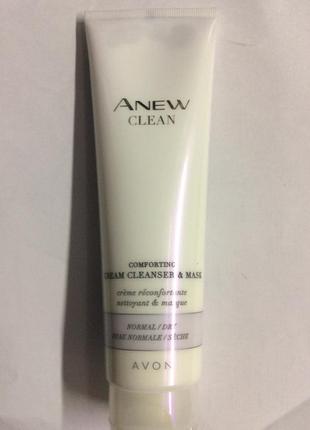 ANEW
CLEAN
COMFORTING
CREAM CLEANSER & MASK
crème réconfortante
nettoyant & masque
NORMAL / DRY
PEAU NORMALE / SÈCHE
AVON